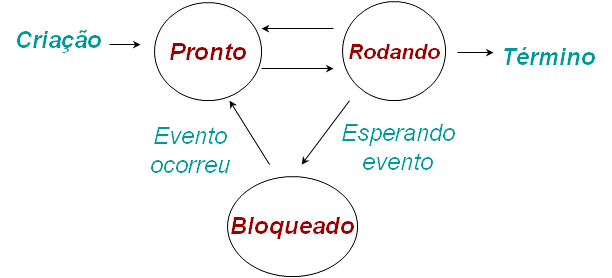 Criação
Pronto
Rodando
Término
Evento
ocorreu
Esperando
evento
Bloqueado